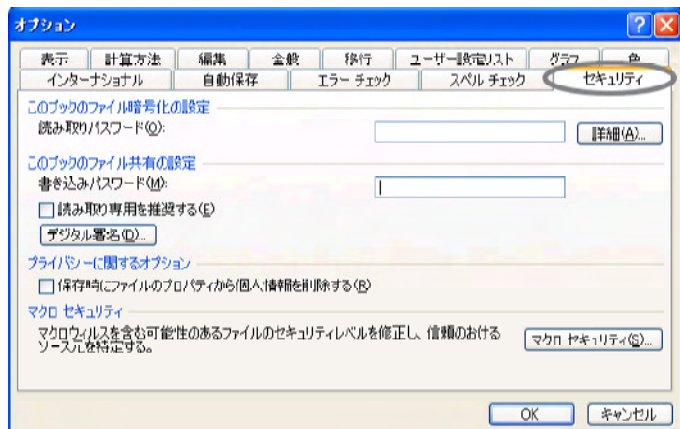 オプション
表示 計算方法 編集 全般 移行 ユーザー設定リスト グラフ 色
インターナショナル 自動保存 エラー チェック スペル チェック セキュリティ
このブックのファイル暗号化の設定
読み取りパスワード(O):
詳細(A)...
このブックのファイル共有の設定
書き込みパスワード(M):
読み取り専用を推奨する(E)
デジタル署名(D)...
プライバシーに関するオプション
保存時にファイルのプロパティから個人情報を削除する(R)
マクロ セキュリティ
マクロウィルスを含む可能性のあるファイルのセキュリティレベルを修正し、信頼のおける
ソース元を特定する。
マクロ セキュリティ(S)...
OK キャンセル